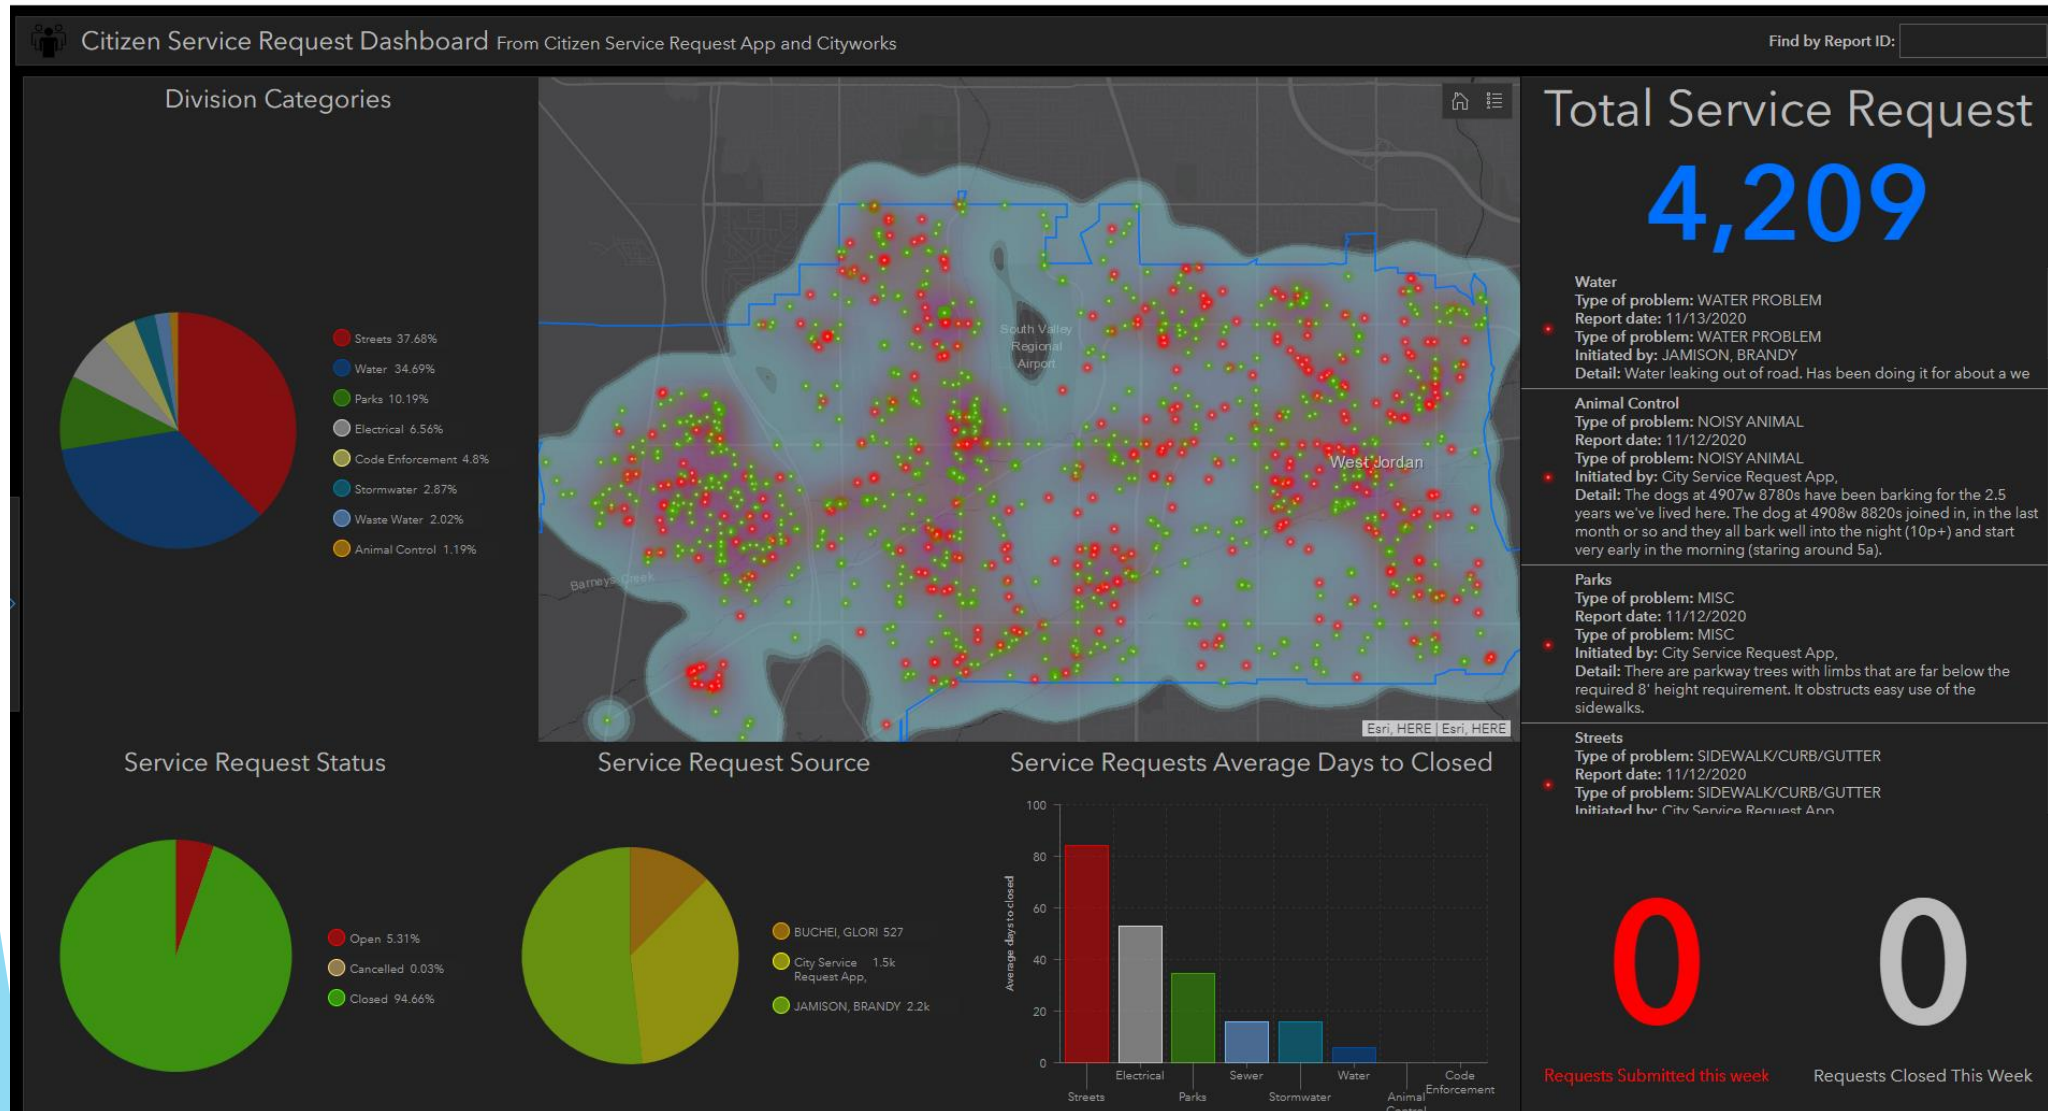 Citizen Service Request Dashboard From Citizen Service Request App and Cityworks
Find by Report ID:
Division Categories
Streets 37.68%
Water 34.69%
Parks 10.19%
Electrical 6.56%
Code Enforcement 4.8%
Stormwater 2.87%
Waste Water 2.02%
Animal Control 1.19%
South Valley
Regional
Airport
West Jordan
Barneys Creek
Esri, HERE | Esri, HERE
Total Service Request
4,209
Water
Type of problem: WATER PROBLEM
Report date: 11/13/2020
Type of problem: WATER PROBLEM
Initiated by: JAMISON, BRANDY
Detail: Water leaking out of road. Has been doing it for about a we
Animal Control
Type of problem: NOISY ANIMAL
Report date: 11/12/2020
Type of problem: NOISY ANIMAL
Initiated by: City Service Request App,
Detail: The dogs at 4907w 8780s have been barking for the 2.5
years we've lived here. The dog at 4908w 8820s joined in, in the last
month or so and they all bark well into the night (10p+) and start
very early in the morning (staring around 5a).
Parks
Type of problem: MISC
Report date: 11/12/2020
Type of problem: MISC
Initiated by: City Service Request App,
Detail: There are parkway trees with limbs that are far below the
required 8' height requirement. It obstructs easy use of the
sidewalks.
Streets
Type of problem: SIDEWALK/CURB/GUTTER
Report date: 11/12/2020
Type of problem: SIDEWALK/CURB/GUTTER
Initiated by: City Service Request App
Service Request Status
Open 5.31%
Cancelled 0.03%
Closed 94.66%
Service Request Source
BUCHEI, GLORI 527
City Service 1.5k
Request App,
JAMISON, BRANDY 2.2k
Service Requests Average Days to Closed
Average days to closed
100
80
60
40
20
0
Streets
Electrical
Parks
Sewer
Stormwater
Water
Animal
Control
Code
Enforcement
0
Requests Submitted this week
0
Requests Closed This Week